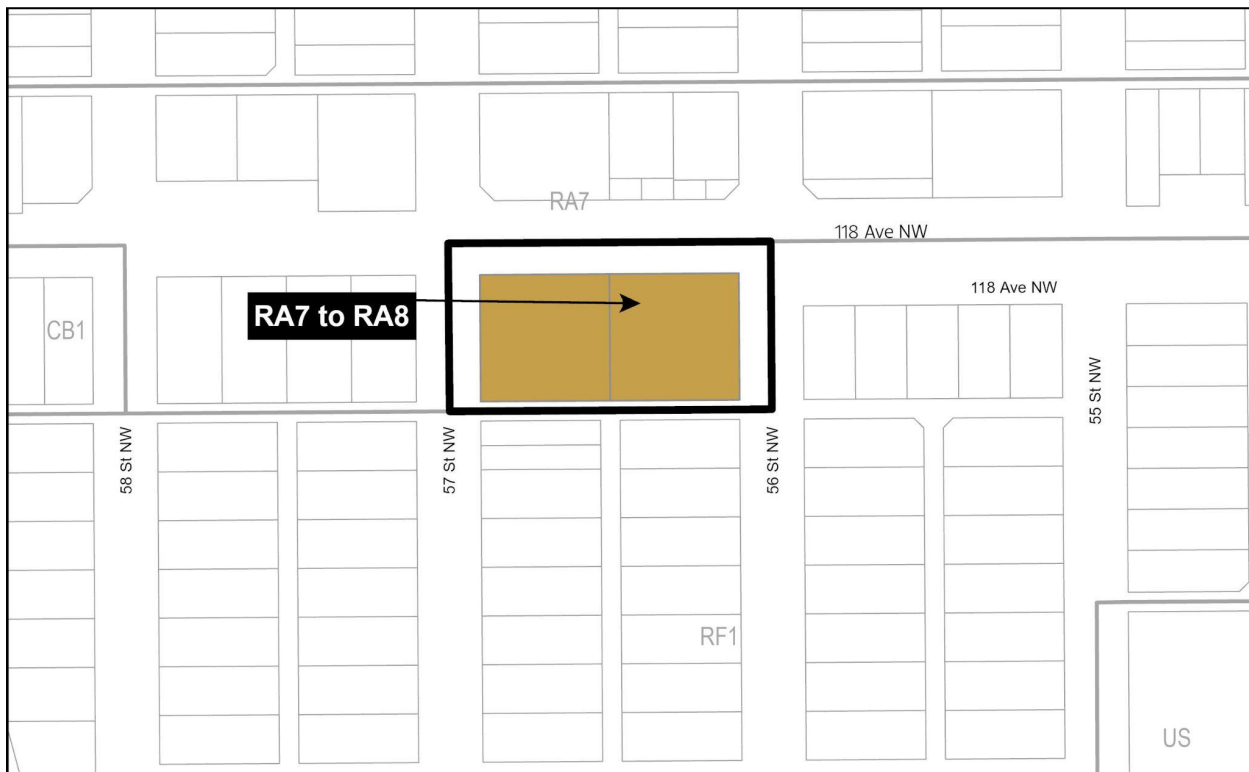 RA7
118 Ave NW
118 Ave NW
RA7 to RA8
CB1
55 St NW
58 St NW
57 St NW
56 St NW
RF1
US